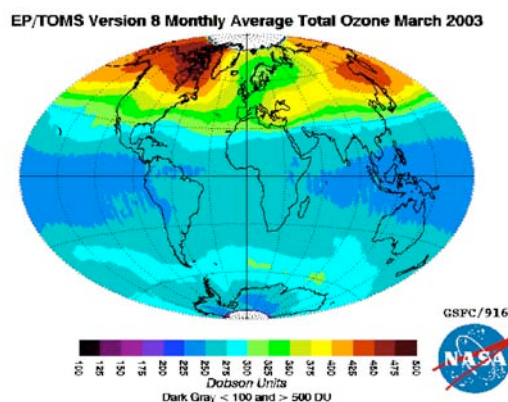 EP/TOMS Version 8 Monthly Average Total Ozone March 2003
GSFC/916
NASA
100 125 150 175 200 225 250 275 300 325 350 375 400 425 450 475 500
Dobson Units
Dark Gray < 100 and > 500 DU